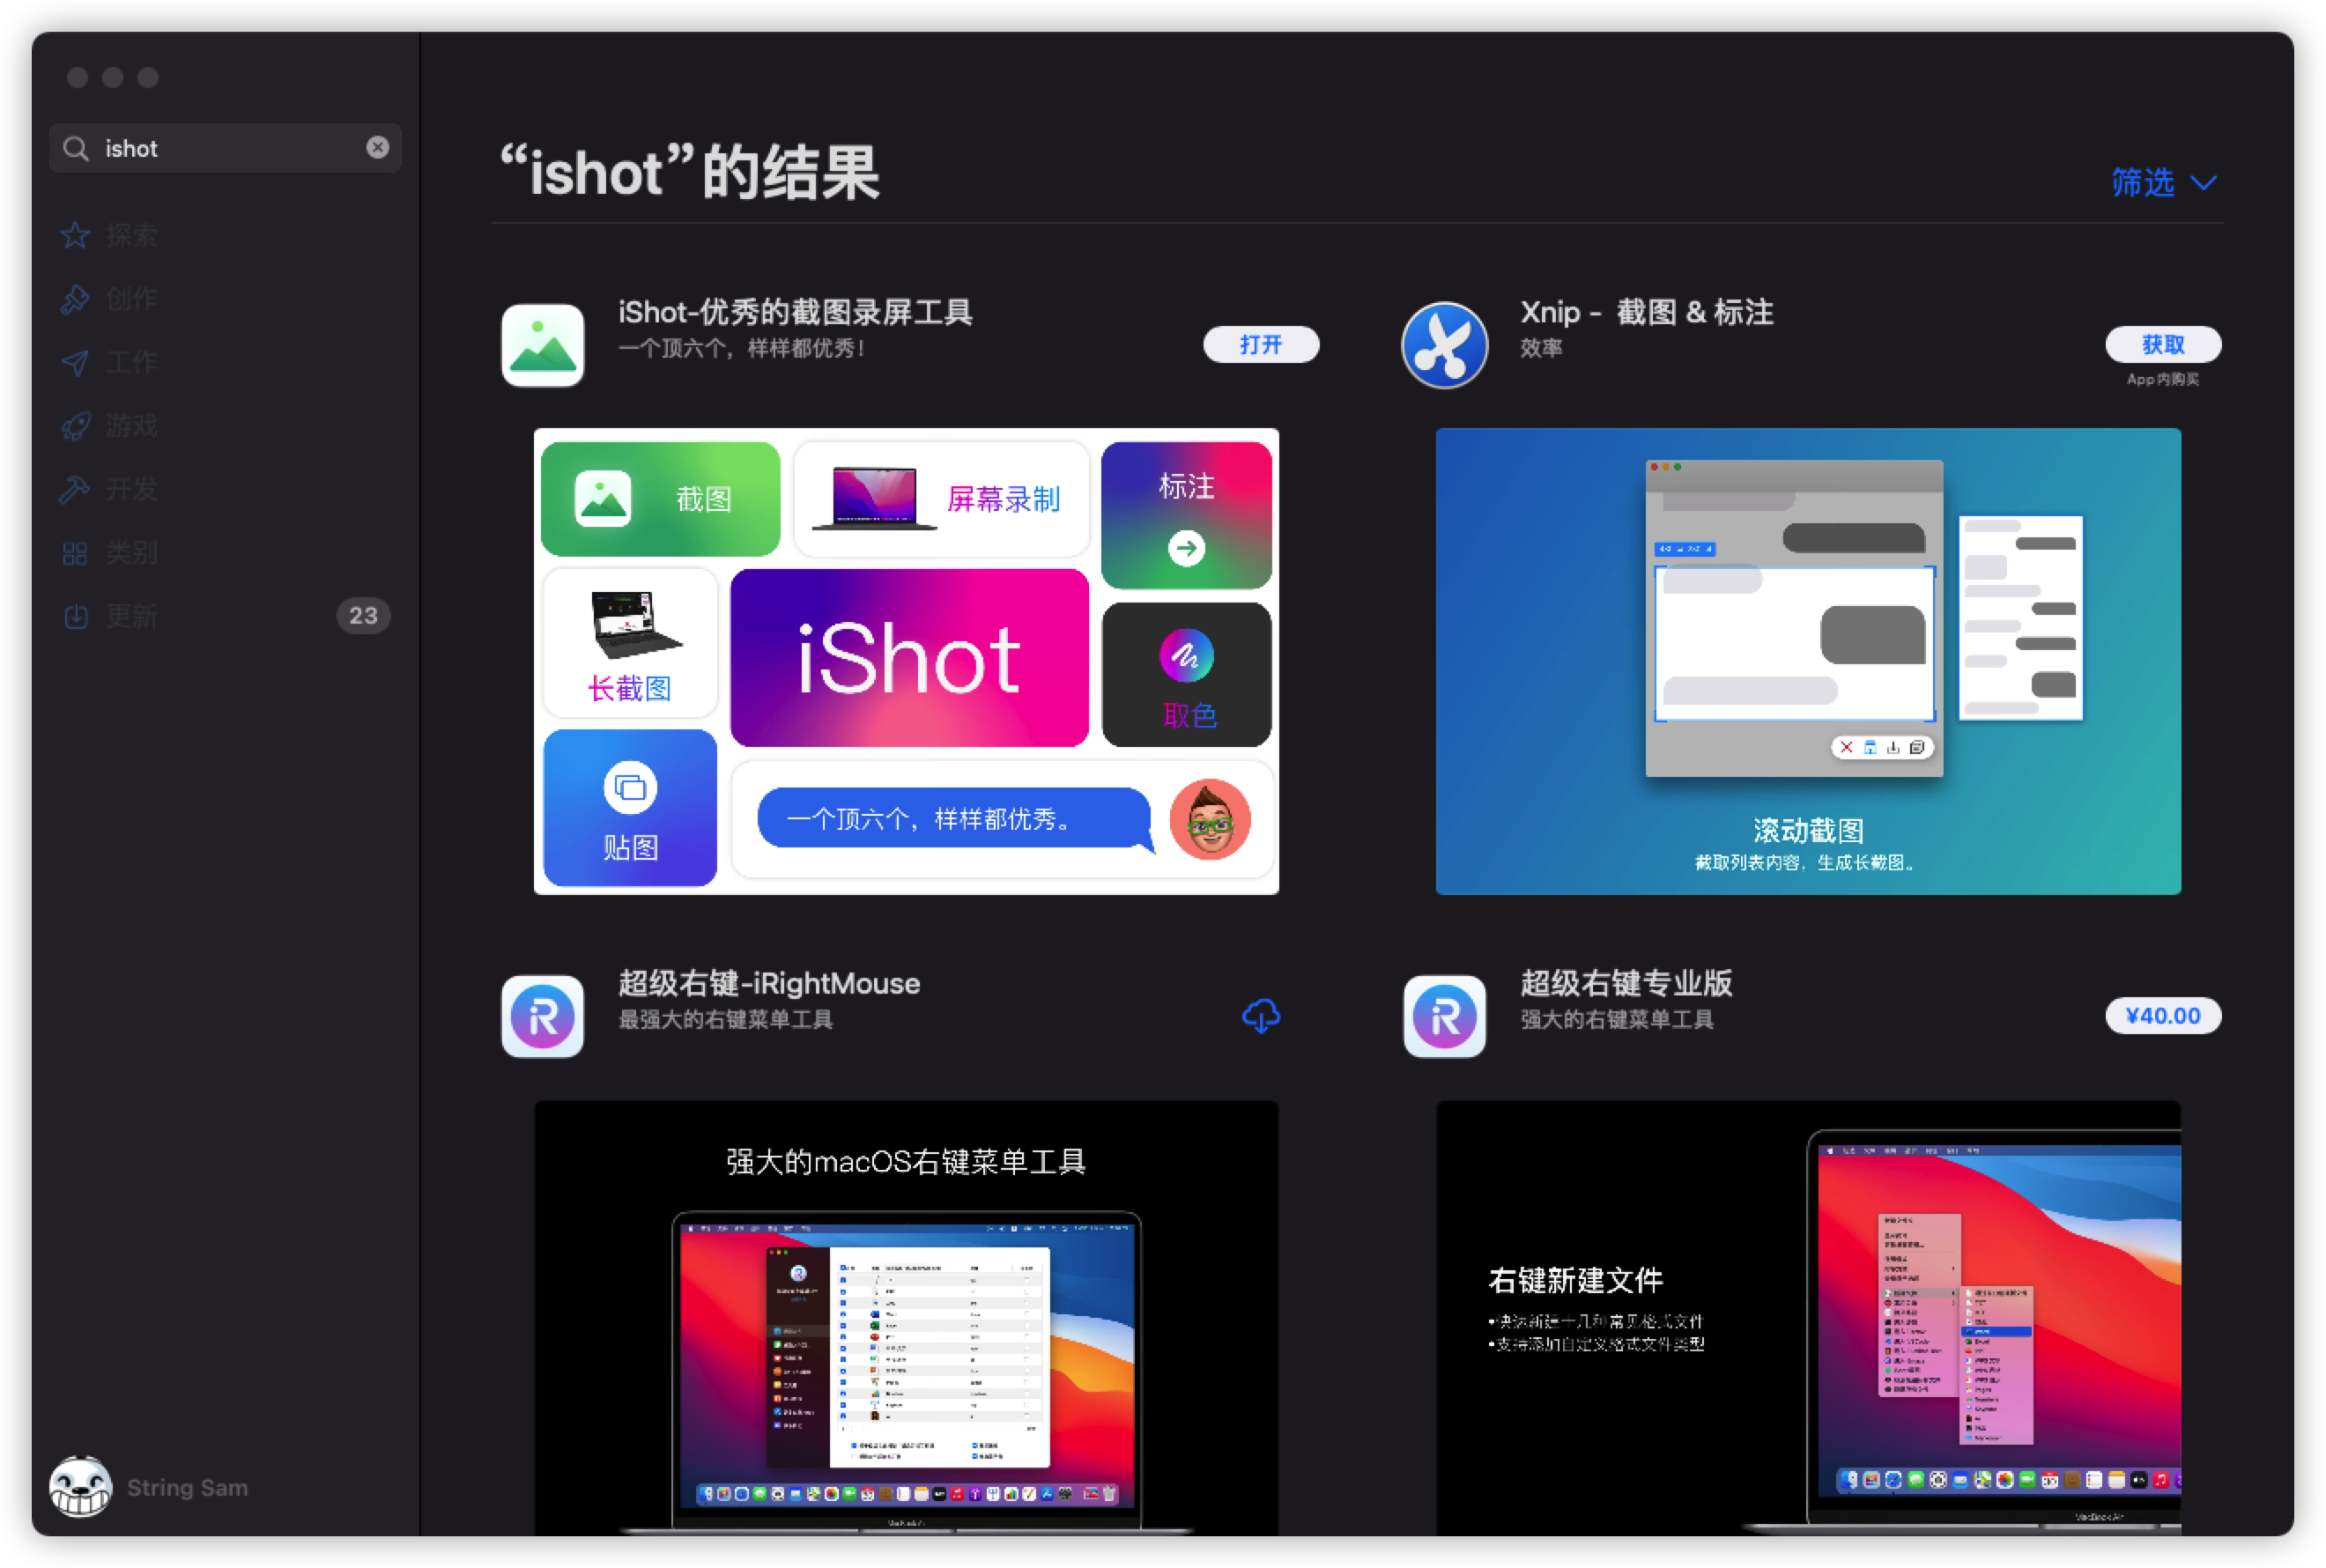 ishot
探索
创作
工作
游戏
开发
类别
更新
23
String Sam
“ishot”的结果
筛选
iShot-优秀的截图录屏工具
一个顶六个，样样都优秀！
打开
截图
屏幕录制
标注
长截图
iShot
取色
贴图
一个顶六个，样样都优秀。
Xnip - 截图 & 标注
效率
获取
App内购买
滚动截图
截取列表内容，生成长截图。
超级右键-iRightMouse
最强大的右键菜单工具
强大的macOS右键菜单工具
MacBook Air
超级右键专业版
强大的右键菜单工具
¥40.00
右键新建文件
•快速新建十几种常见格式文件
•支持添加自定义格式文件类型
MacBook Air